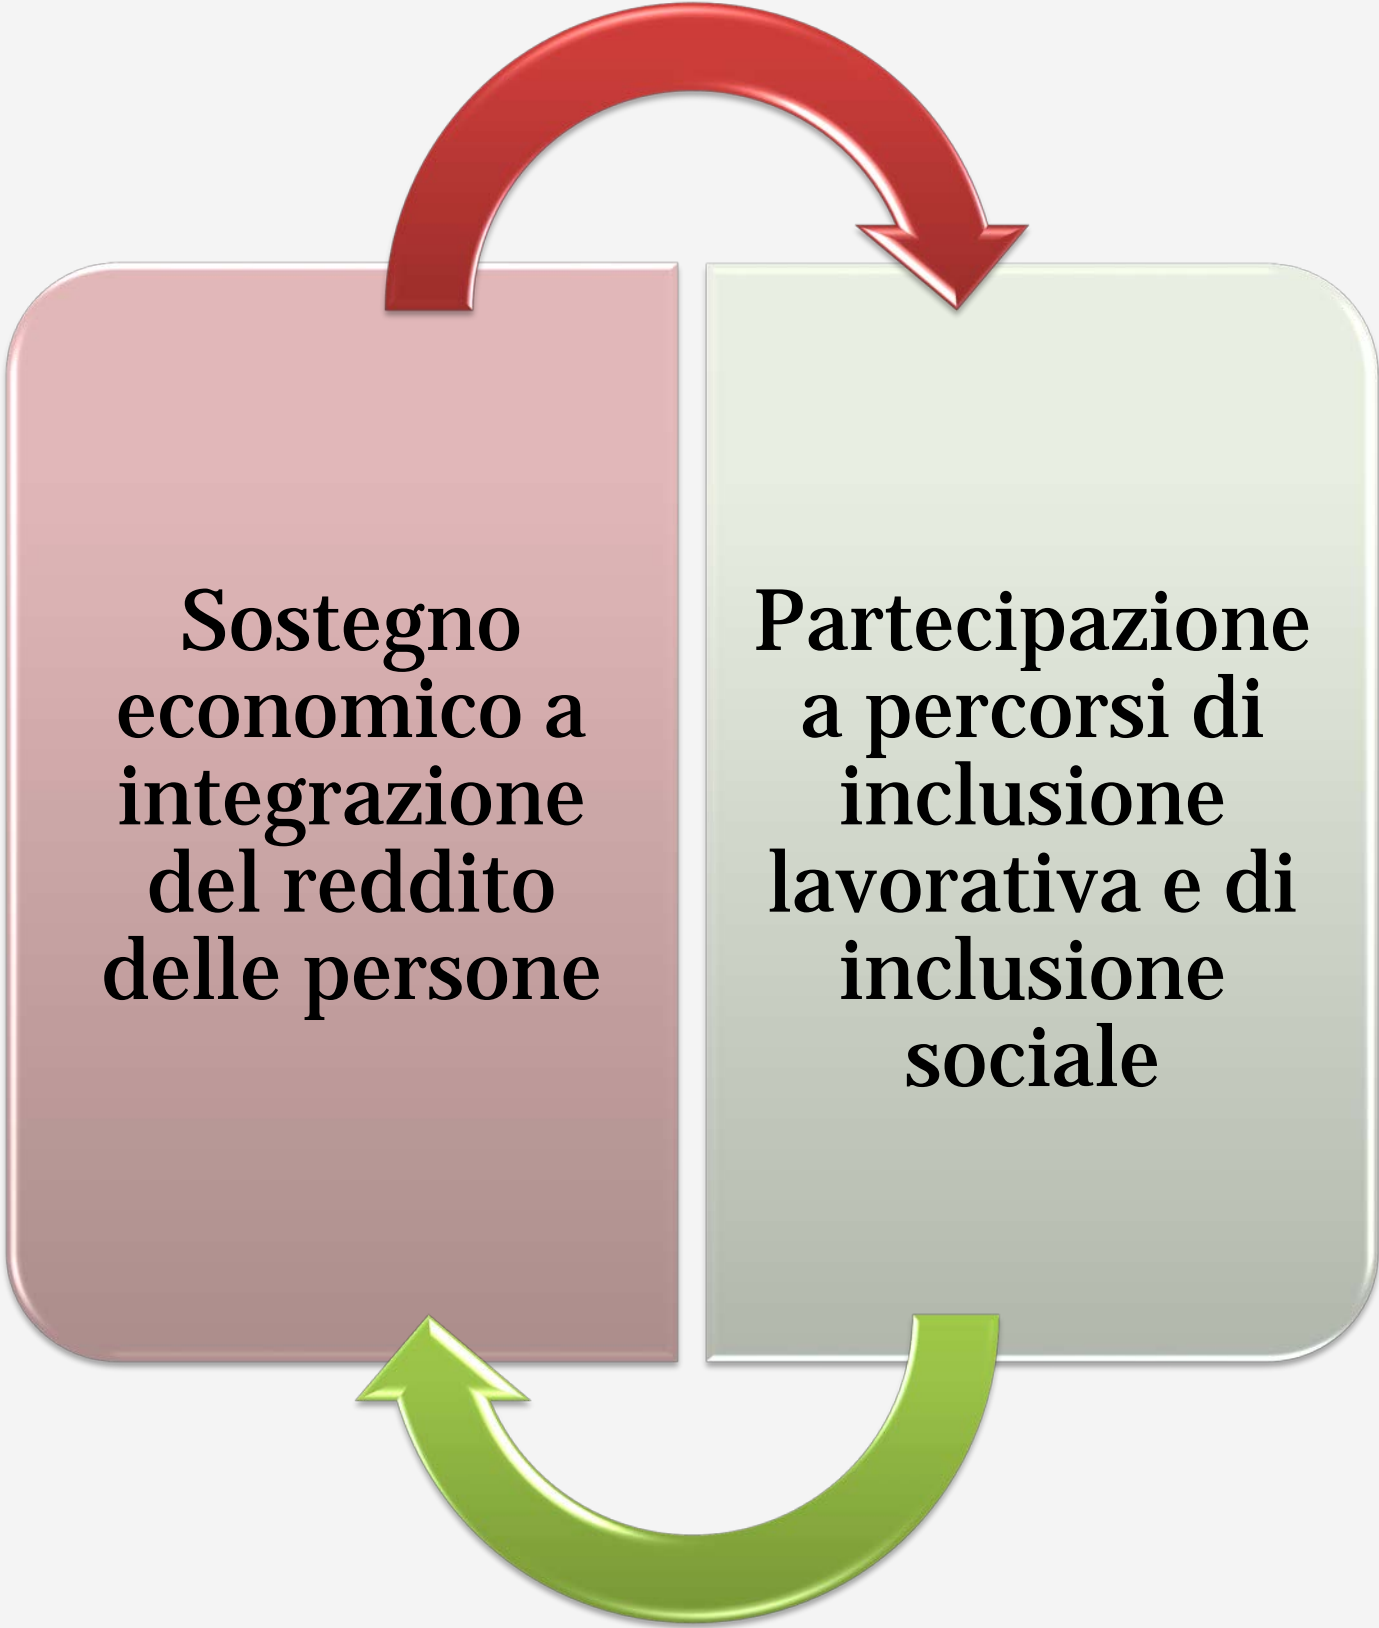 Sostegno
economico a
integrazione
del reddito
delle persone
Partecipazione
a percorsi di
inclusione
lavorativa e di
inclusione
sociale